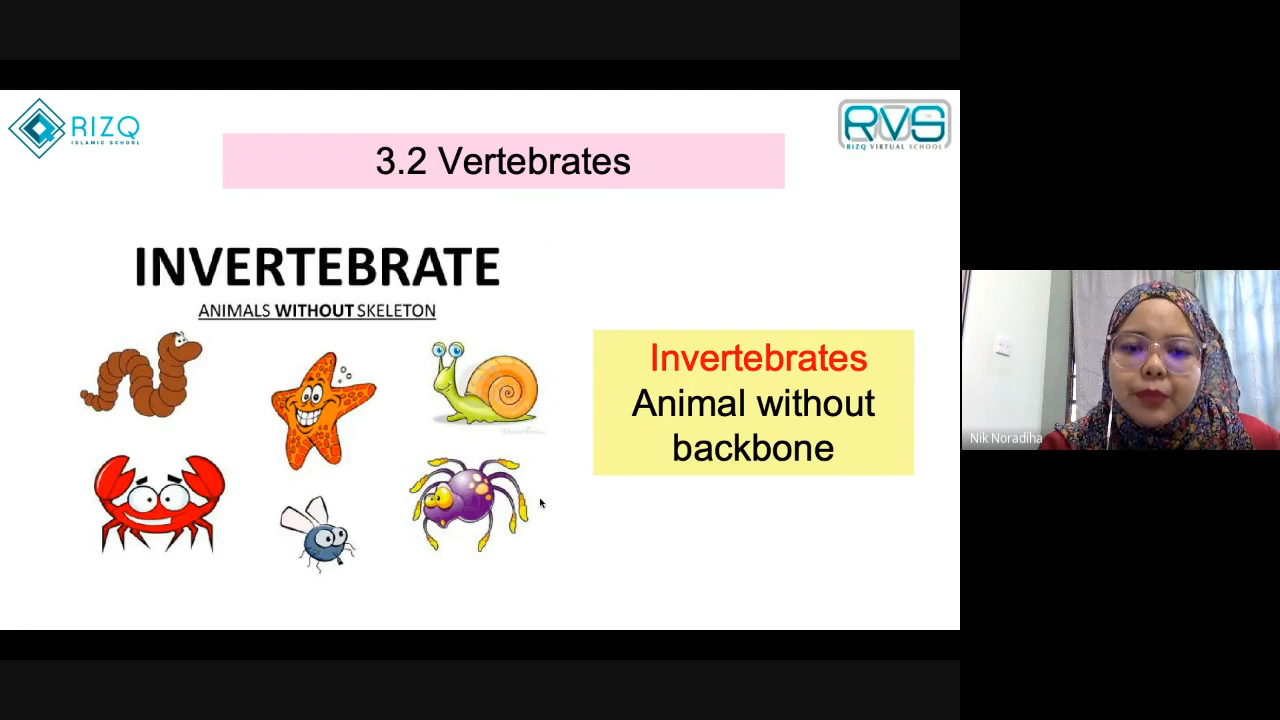 RIZQ
ISLAMIC SCHOOL
RVS
RIZQ VIRTUAL SCHOOL
3.2 Vertebrates
INVERTEBRATE
ANIMALS WITHOUT SKELETON
Invertebrates
Animal without
backbone
Nik Noradiha